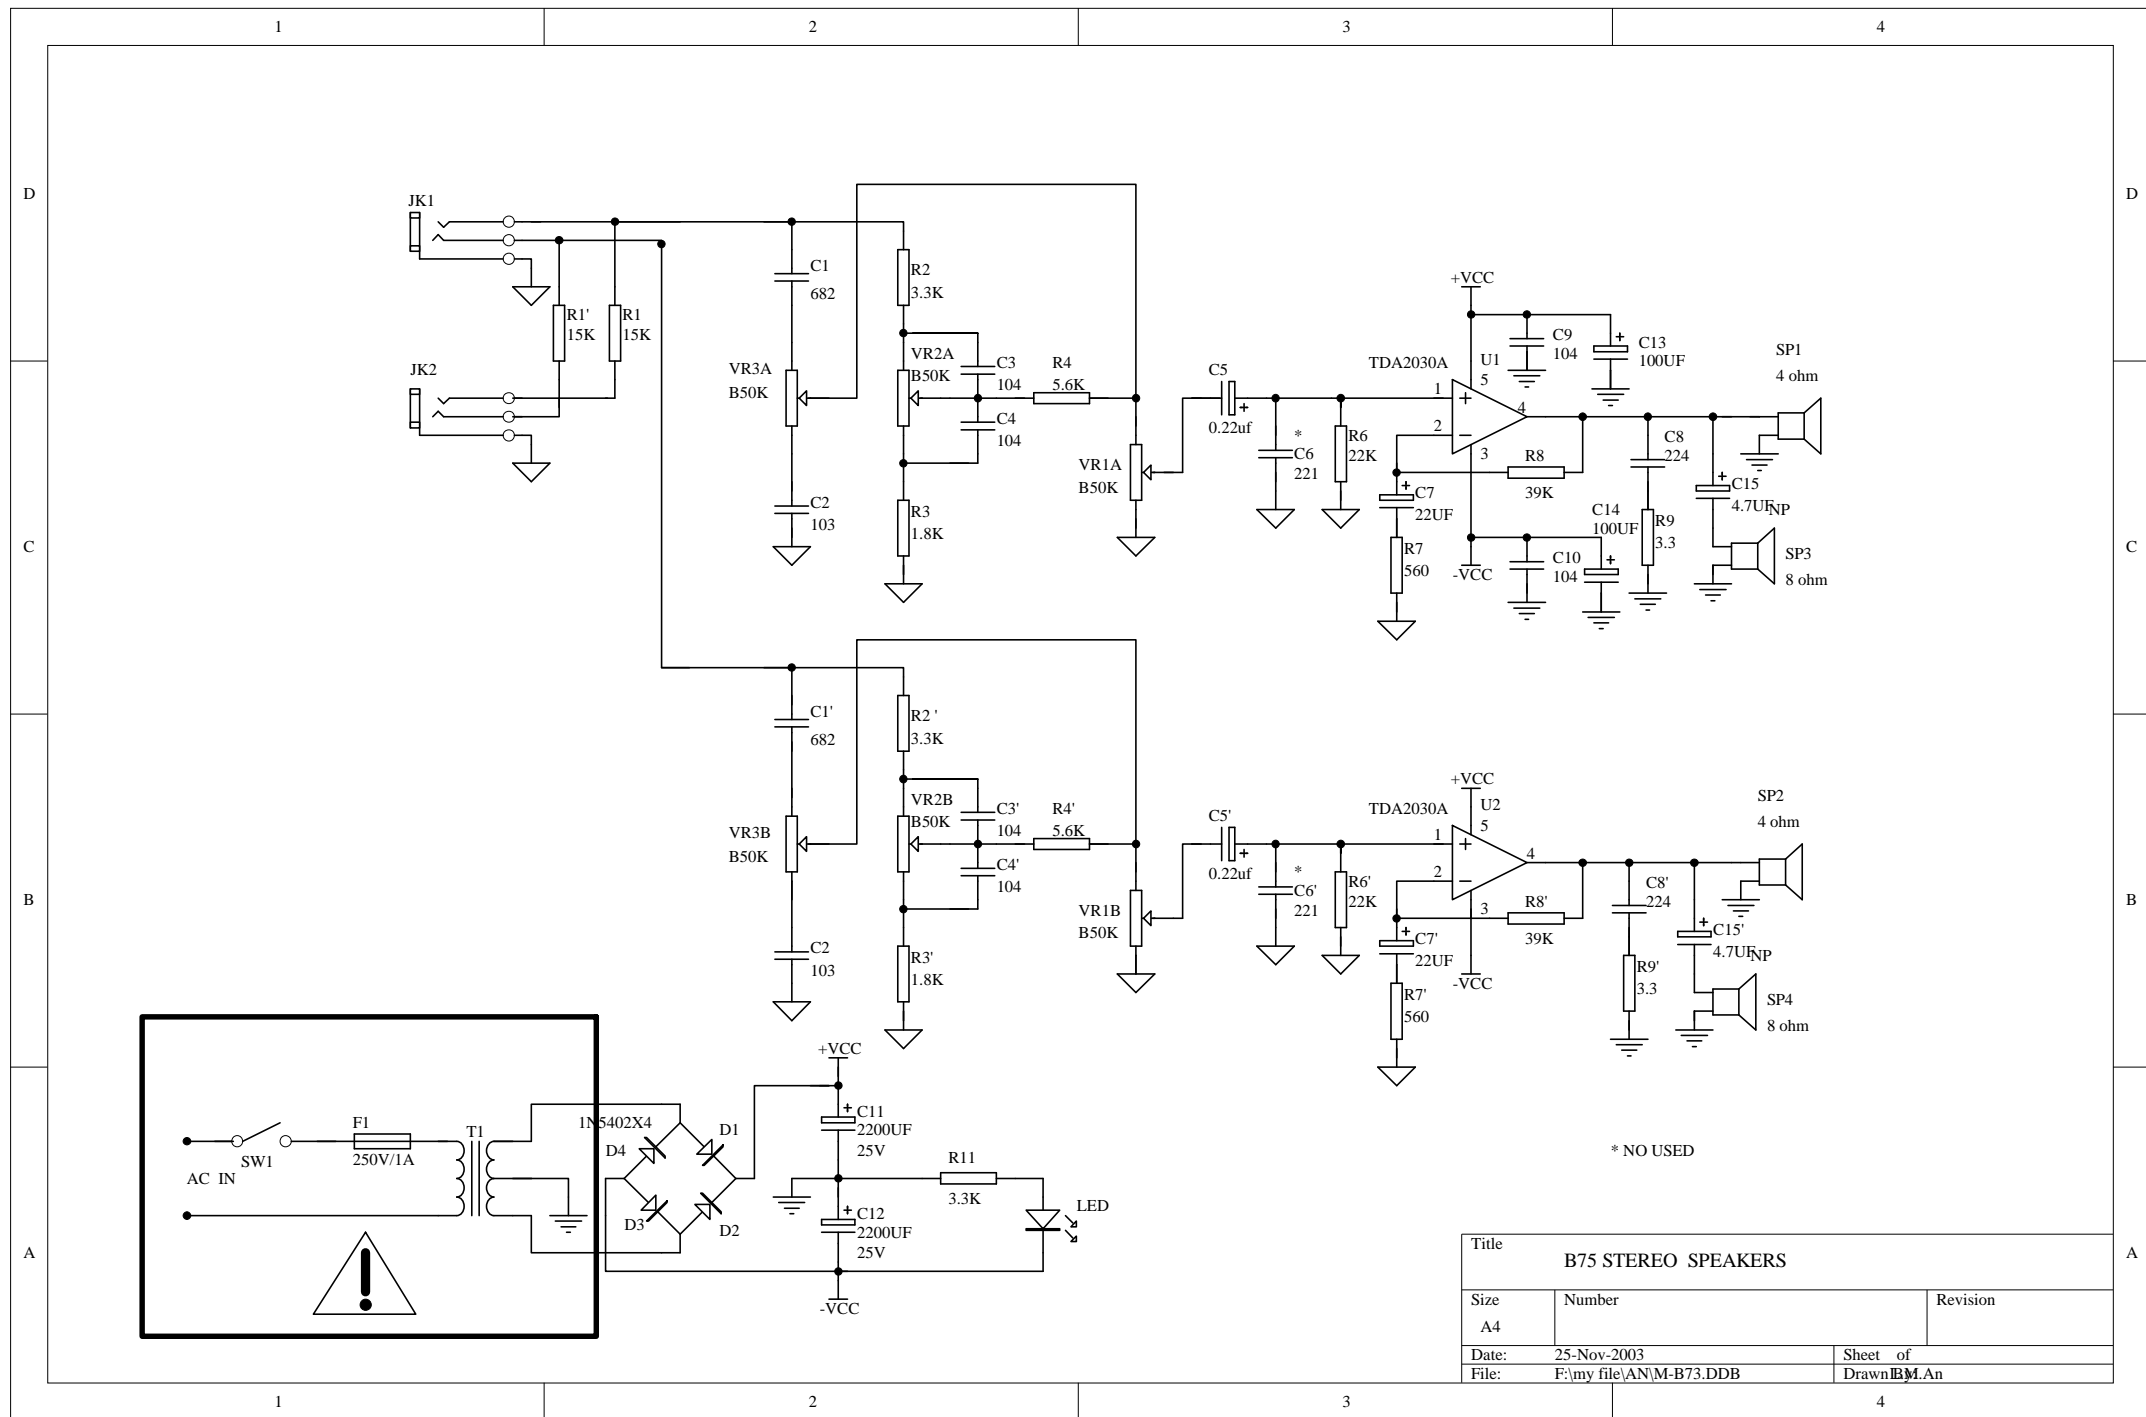 1 2 3 4
D
D
C
C
B
B
A
A
JK1
R1'
15K
R1
15K
JK2
C1
682
R2
3.3K
VR3A
B50K
VR2A
B50K
C3
104
C4
104
R4
5.6K
C2
103
R3
1.8K
VR1A
B50K
C5
+
0.22uf
*
C6
221
R6
22K
TDA2030A
U1
+VCC
5
1
+
2
−
4
3
-VCC
C9
104
+
C13
100UF
SP1
4 ohm
R8
39K
+
C7
22UF
R7
560
C8
224
C14
100UF
+
C10
104
R9
3.3
+
C15
4.7UF
NP
SP3
8 ohm
C1'
682
R2 '
3.3K
VR3B
B50K
VR2B
B50K
C3'
104
C4'
104
R4'
5.6K
C2
103
R3'
1.8K
VR1B
B50K
C5'
+
0.22uf
*
C6'
221
R6'
22K
TDA2030A
U2
+VCC
5
1
+
2
−
4
3
-VCC
SP2
4 ohm
R8'
39K
+
C7'
22UF
R7'
560
C8'
224
R9'
3.3
+
C15'
4.7UF
NP
SP4
8 ohm
AC IN
SW1
F1
250V/1A
T1
1N5402X4
D4
D1
D3
D2
+VCC
+
C11
2200UF
25V
+
C12
2200UF
25V
-VCC
R11
3.3K
LED
* NO USED
Title
B75 STEREO SPEAKERS
Size
A4
Number
Revision
Date: 25-Nov-2003
Sheet of
File: F:\my file\AN\M-B73.DDB
Drawn By:
.An
1 2 3 4